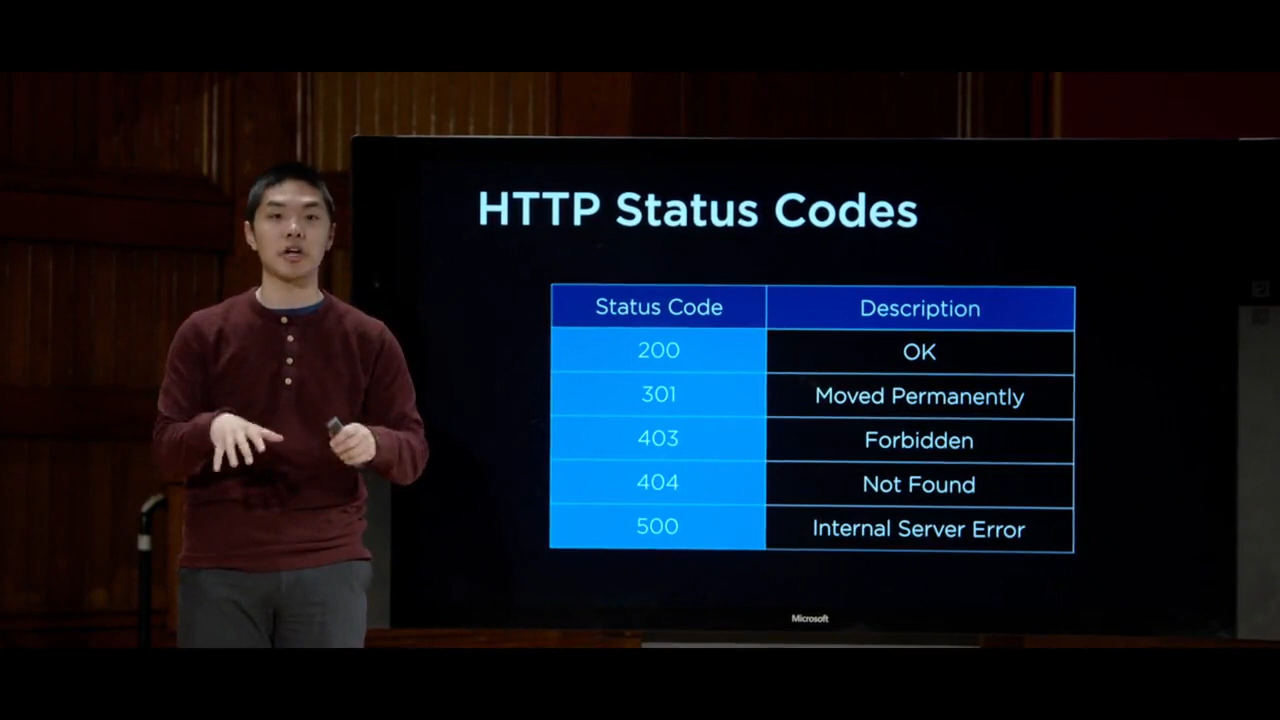 HTTP Status Codes
Status Code Description
200 OK
301 Moved Permanently
403 Forbidden
404 Not Found
500 Internal Server Error
Microsoft